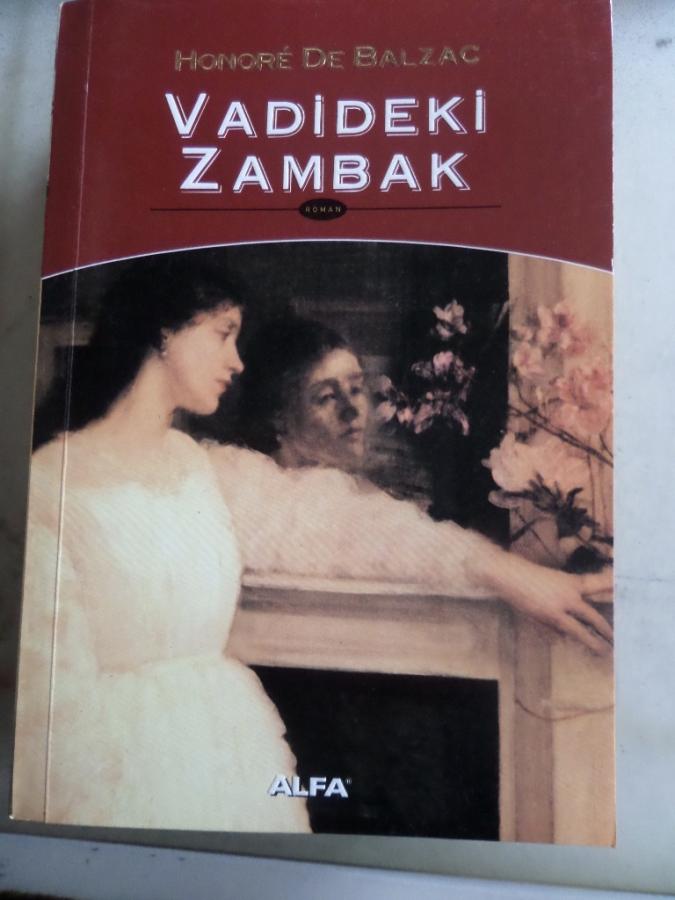 HONORÉ DE BALZAC
VADİDEKİ
ZAMBAK
ROMAN
ALFA®